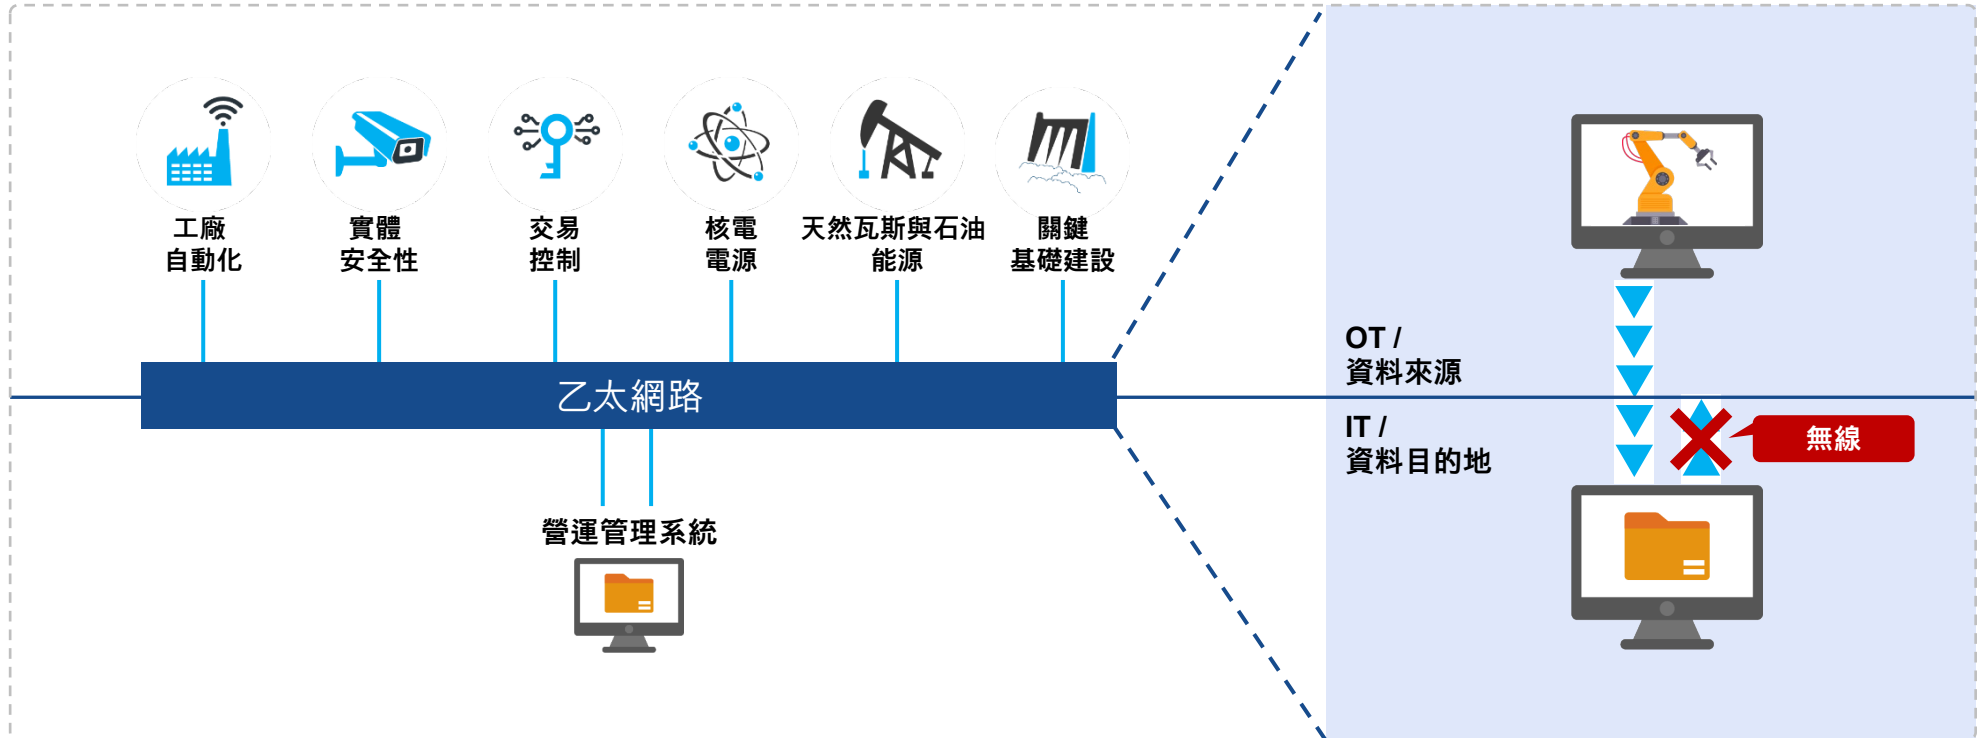 工廠
自動化
實體
安全性
交易
控制
核電
電源
天然瓦斯與石油
能源
關鍵
基礎建設
乙太網路
營運管理系統
OT /
資料來源
IT /
資料目的地
無線